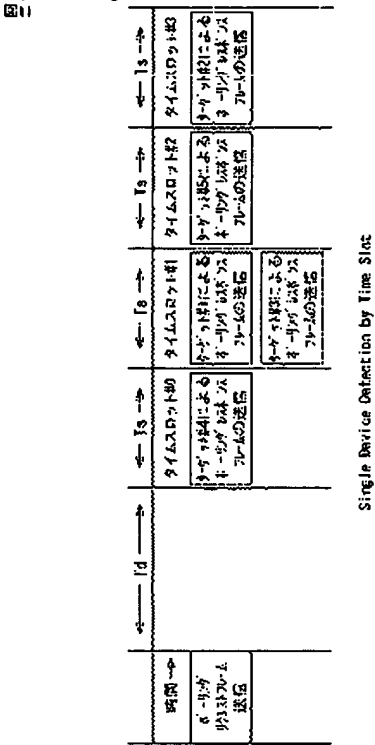 図11
時間→
←― Td ―→
←― Ts ―→
←― Ts ―→
←― Ts ―→
←― Ts ―→
タイムスロット#0
タイムスロット#1
タイムスロット#2
タイムスロット#3
ポーリング
リクエストフレーム
送信
ターゲット#4による
ポーリングレスポンス
フレームの送信
ターゲット#1による
ポーリングレスポンス
フレームの送信
ターゲット#3による
ポーリングレスポンス
フレームの送信
ターゲット#5による
ポーリングレスポンス
フレームの送信
ターゲット#2による
ポーリングレスポンス
フレームの送信
Single Device Detection by Time Slot